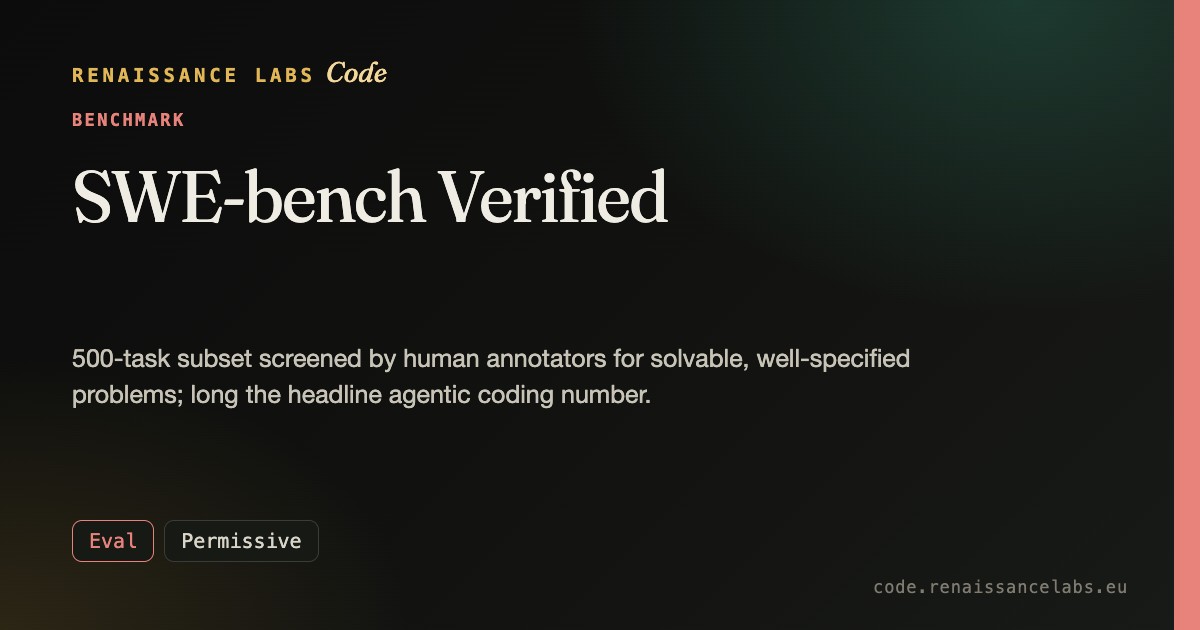 RENAISSANCE LABS Code
BENCHMARK
SWE-bench Verified
500-task subset screened by human annotators for solvable, well-specified
problems; long the headline agentic coding number.
Eval Permissive
code.renaissancelabs.eu